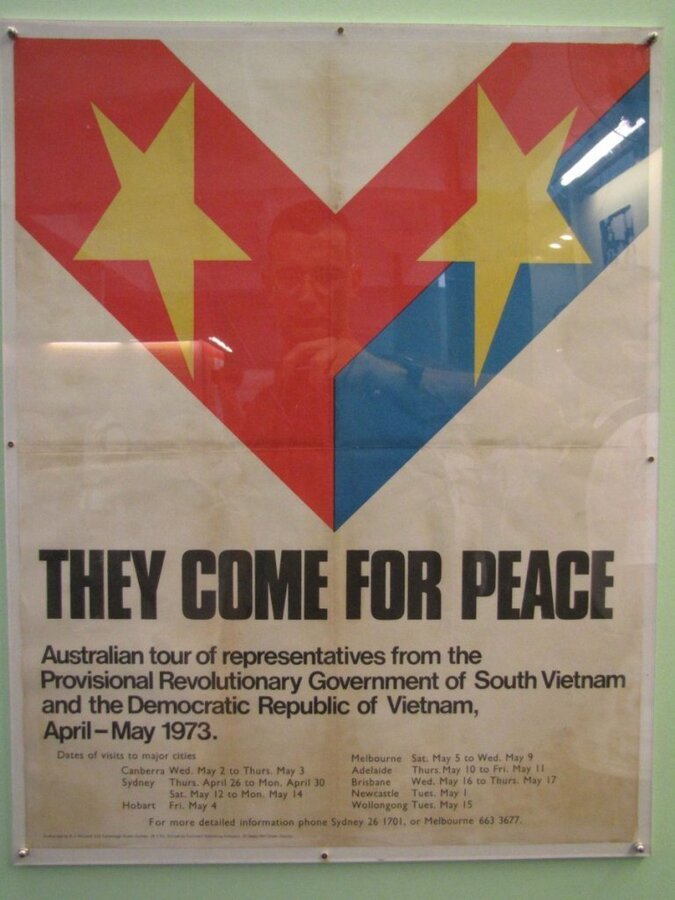 THEY COME FOR PEACE
Australian tour of representatives from the
Provisional Revolutionary Government of South Vietnam
and the Democratic Republic of Vietnam,
April–May 1973.
Dates of visits to major cities
Canberra Wed. May 2 to Thurs. May 3
Sydney Thurs. April 26 to Mon. April 30
Sat. May 12 to Mon. May 14
Hobart Fri. May 4
Melbourne Sat. May 5 to Wed. May 9
Adelaide Thurs. May 10 to Fri. May 11
Brisbane Wed. May 16 to Thurs. May 17
Newcastle Tues. May 1
Wollongong Tues. May 15
For more detailed information phone Sydney 26 1701, or Melbourne 663 3677.